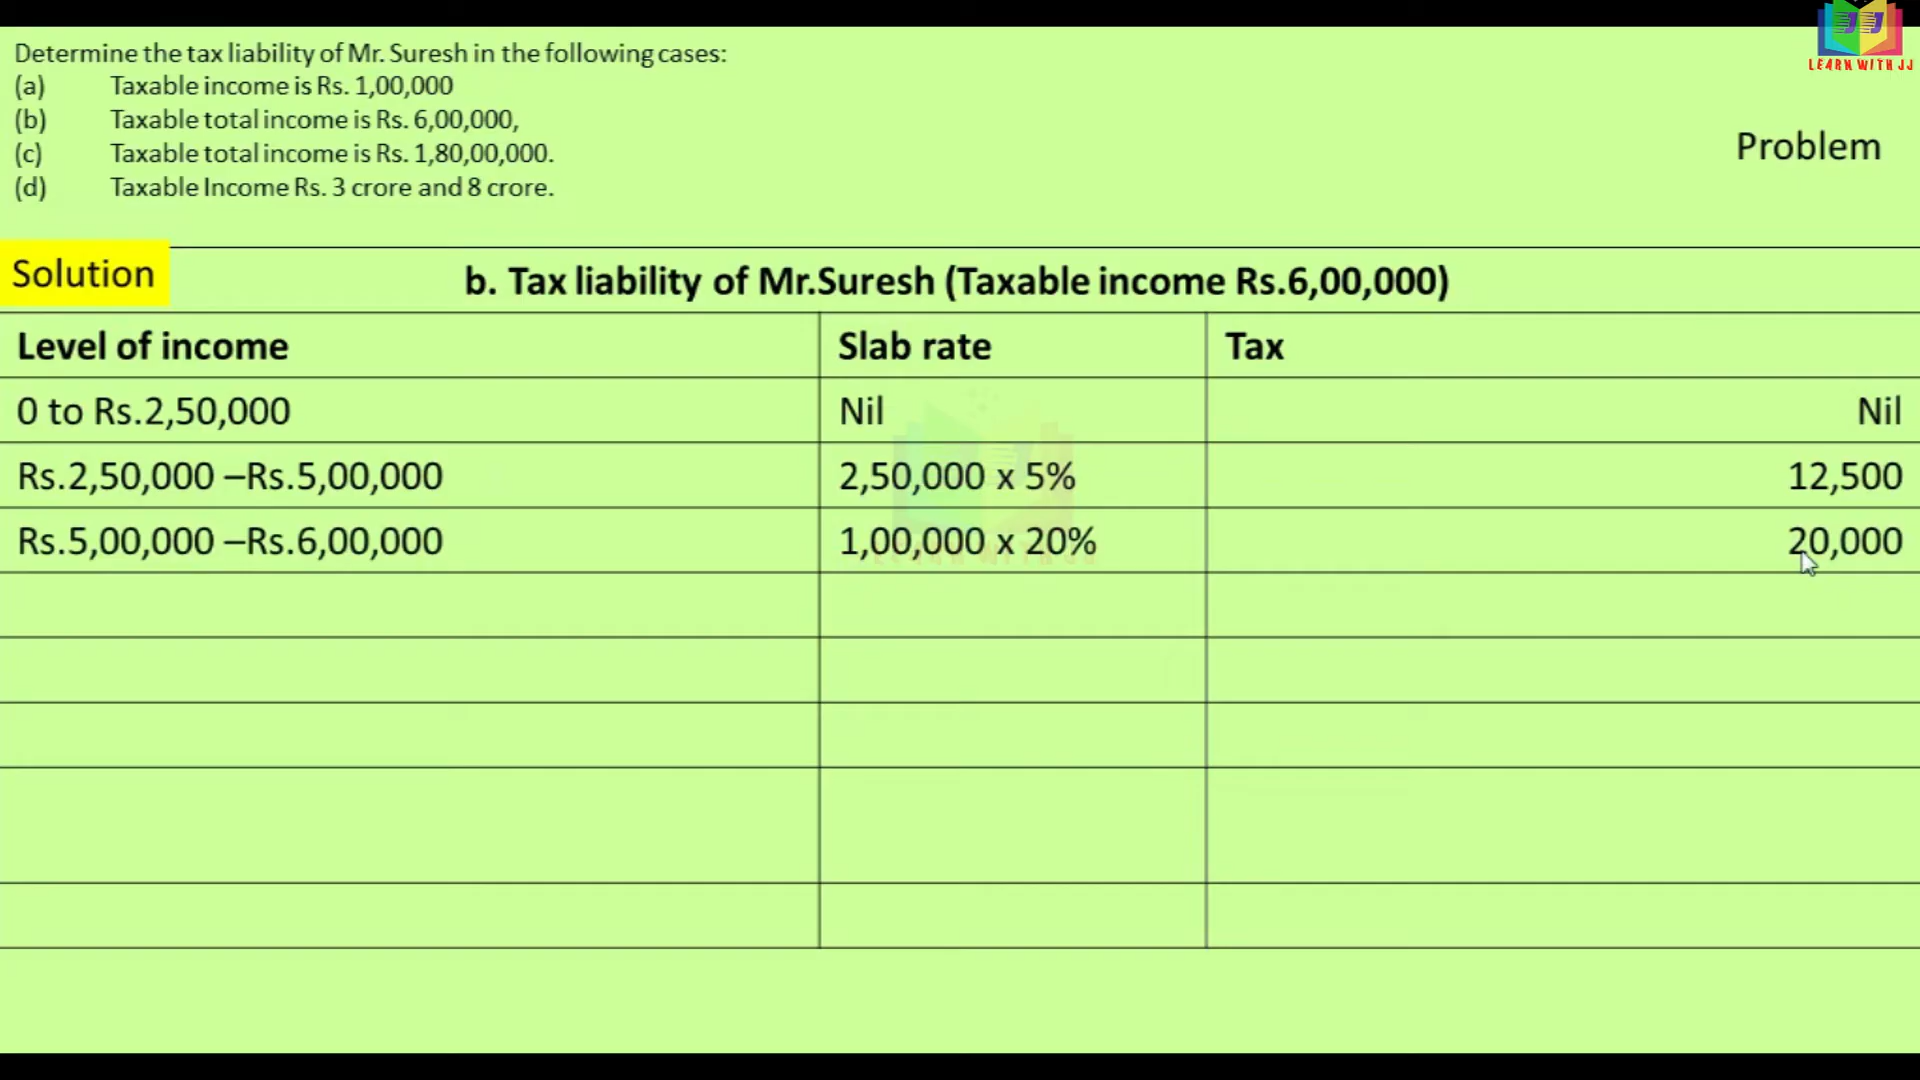 LEARN WITH JJ
Determine the tax liability of Mr. Suresh in the following cases:
(a) Taxable income is Rs. 1,00,000
(b) Taxable total income is Rs. 6,00,000,
(c) Taxable total income is Rs. 1,80,00,000.
(d) Taxable Income Rs. 3 crore and 8 crore.
Problem
Solution
b. Tax liability of Mr.Suresh (Taxable income Rs.6,00,000)
Level of income Slab rate Tax
0 to Rs.2,50,000 Nil Nil
Rs.2,50,000 –Rs.5,00,000 2,50,000 x 5% 12,500
Rs.5,00,000 –Rs.6,00,000 1,00,000 x 20% 20,000
LEARN WITH JJ